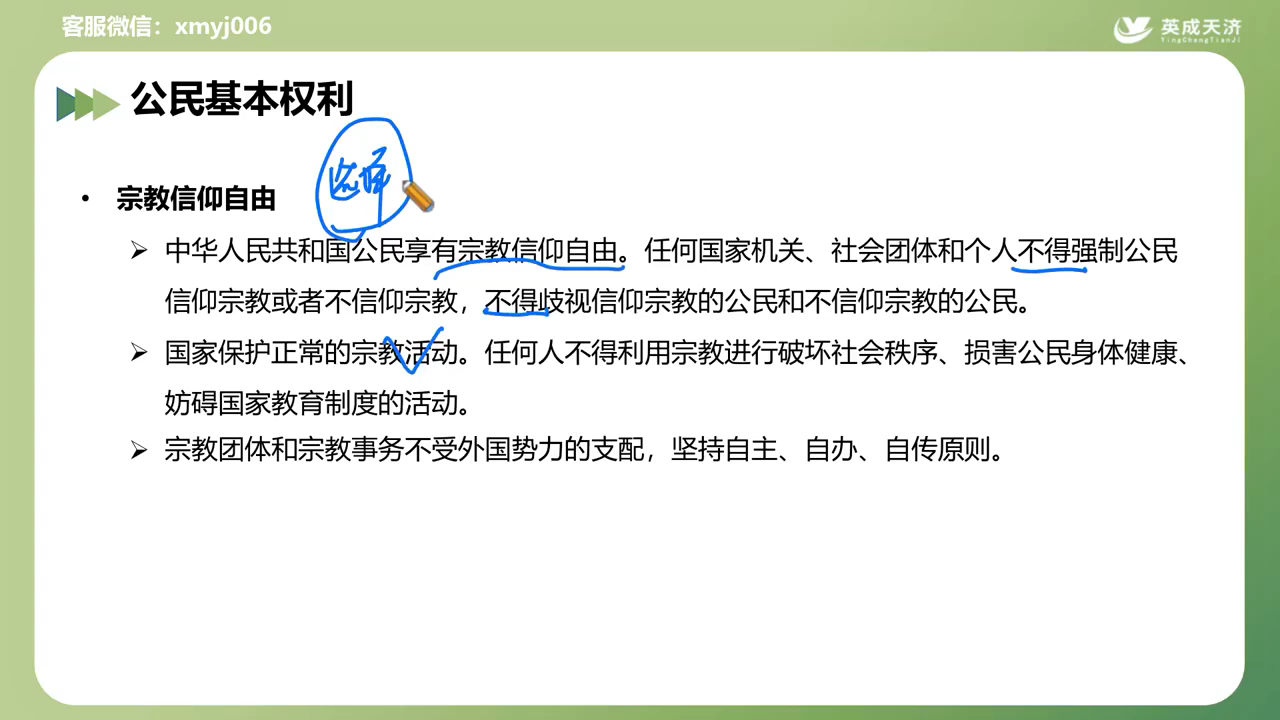 客服微信：xmyj006
英成天济
YingChengTianJi
公民基本权利
选择
• 宗教信仰自由
中华人民共和国公民享有宗教信仰自由。任何国家机关、社会团体和个人不得强制公民
信仰宗教或者不信仰宗教，不得歧视信仰宗教的公民和不信仰宗教的公民。
国家保护正常的宗教活动。任何人不得利用宗教进行破坏社会秩序、损害公民身体健康、
妨碍国家教育制度的活动。
宗教团体和宗教事务不受外国势力的支配，坚持自主、自办、自传原则。